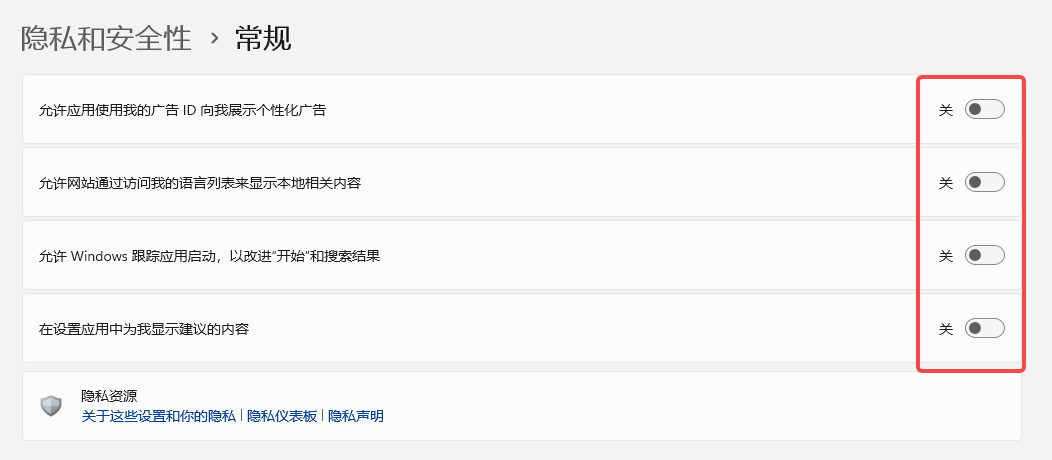 隐私和安全性 › 常规
允许应用使用我的广告 ID 向我展示个性化广告 关
允许网站通过访问我的语言列表来显示本地相关内容 关
允许 Windows 跟踪应用启动，以改进"开始"和搜索结果 关
在设置应用中为我显示建议的内容 关
隐私资源
关于这些设置和你的隐私 | 隐私仪表板 | 隐私声明